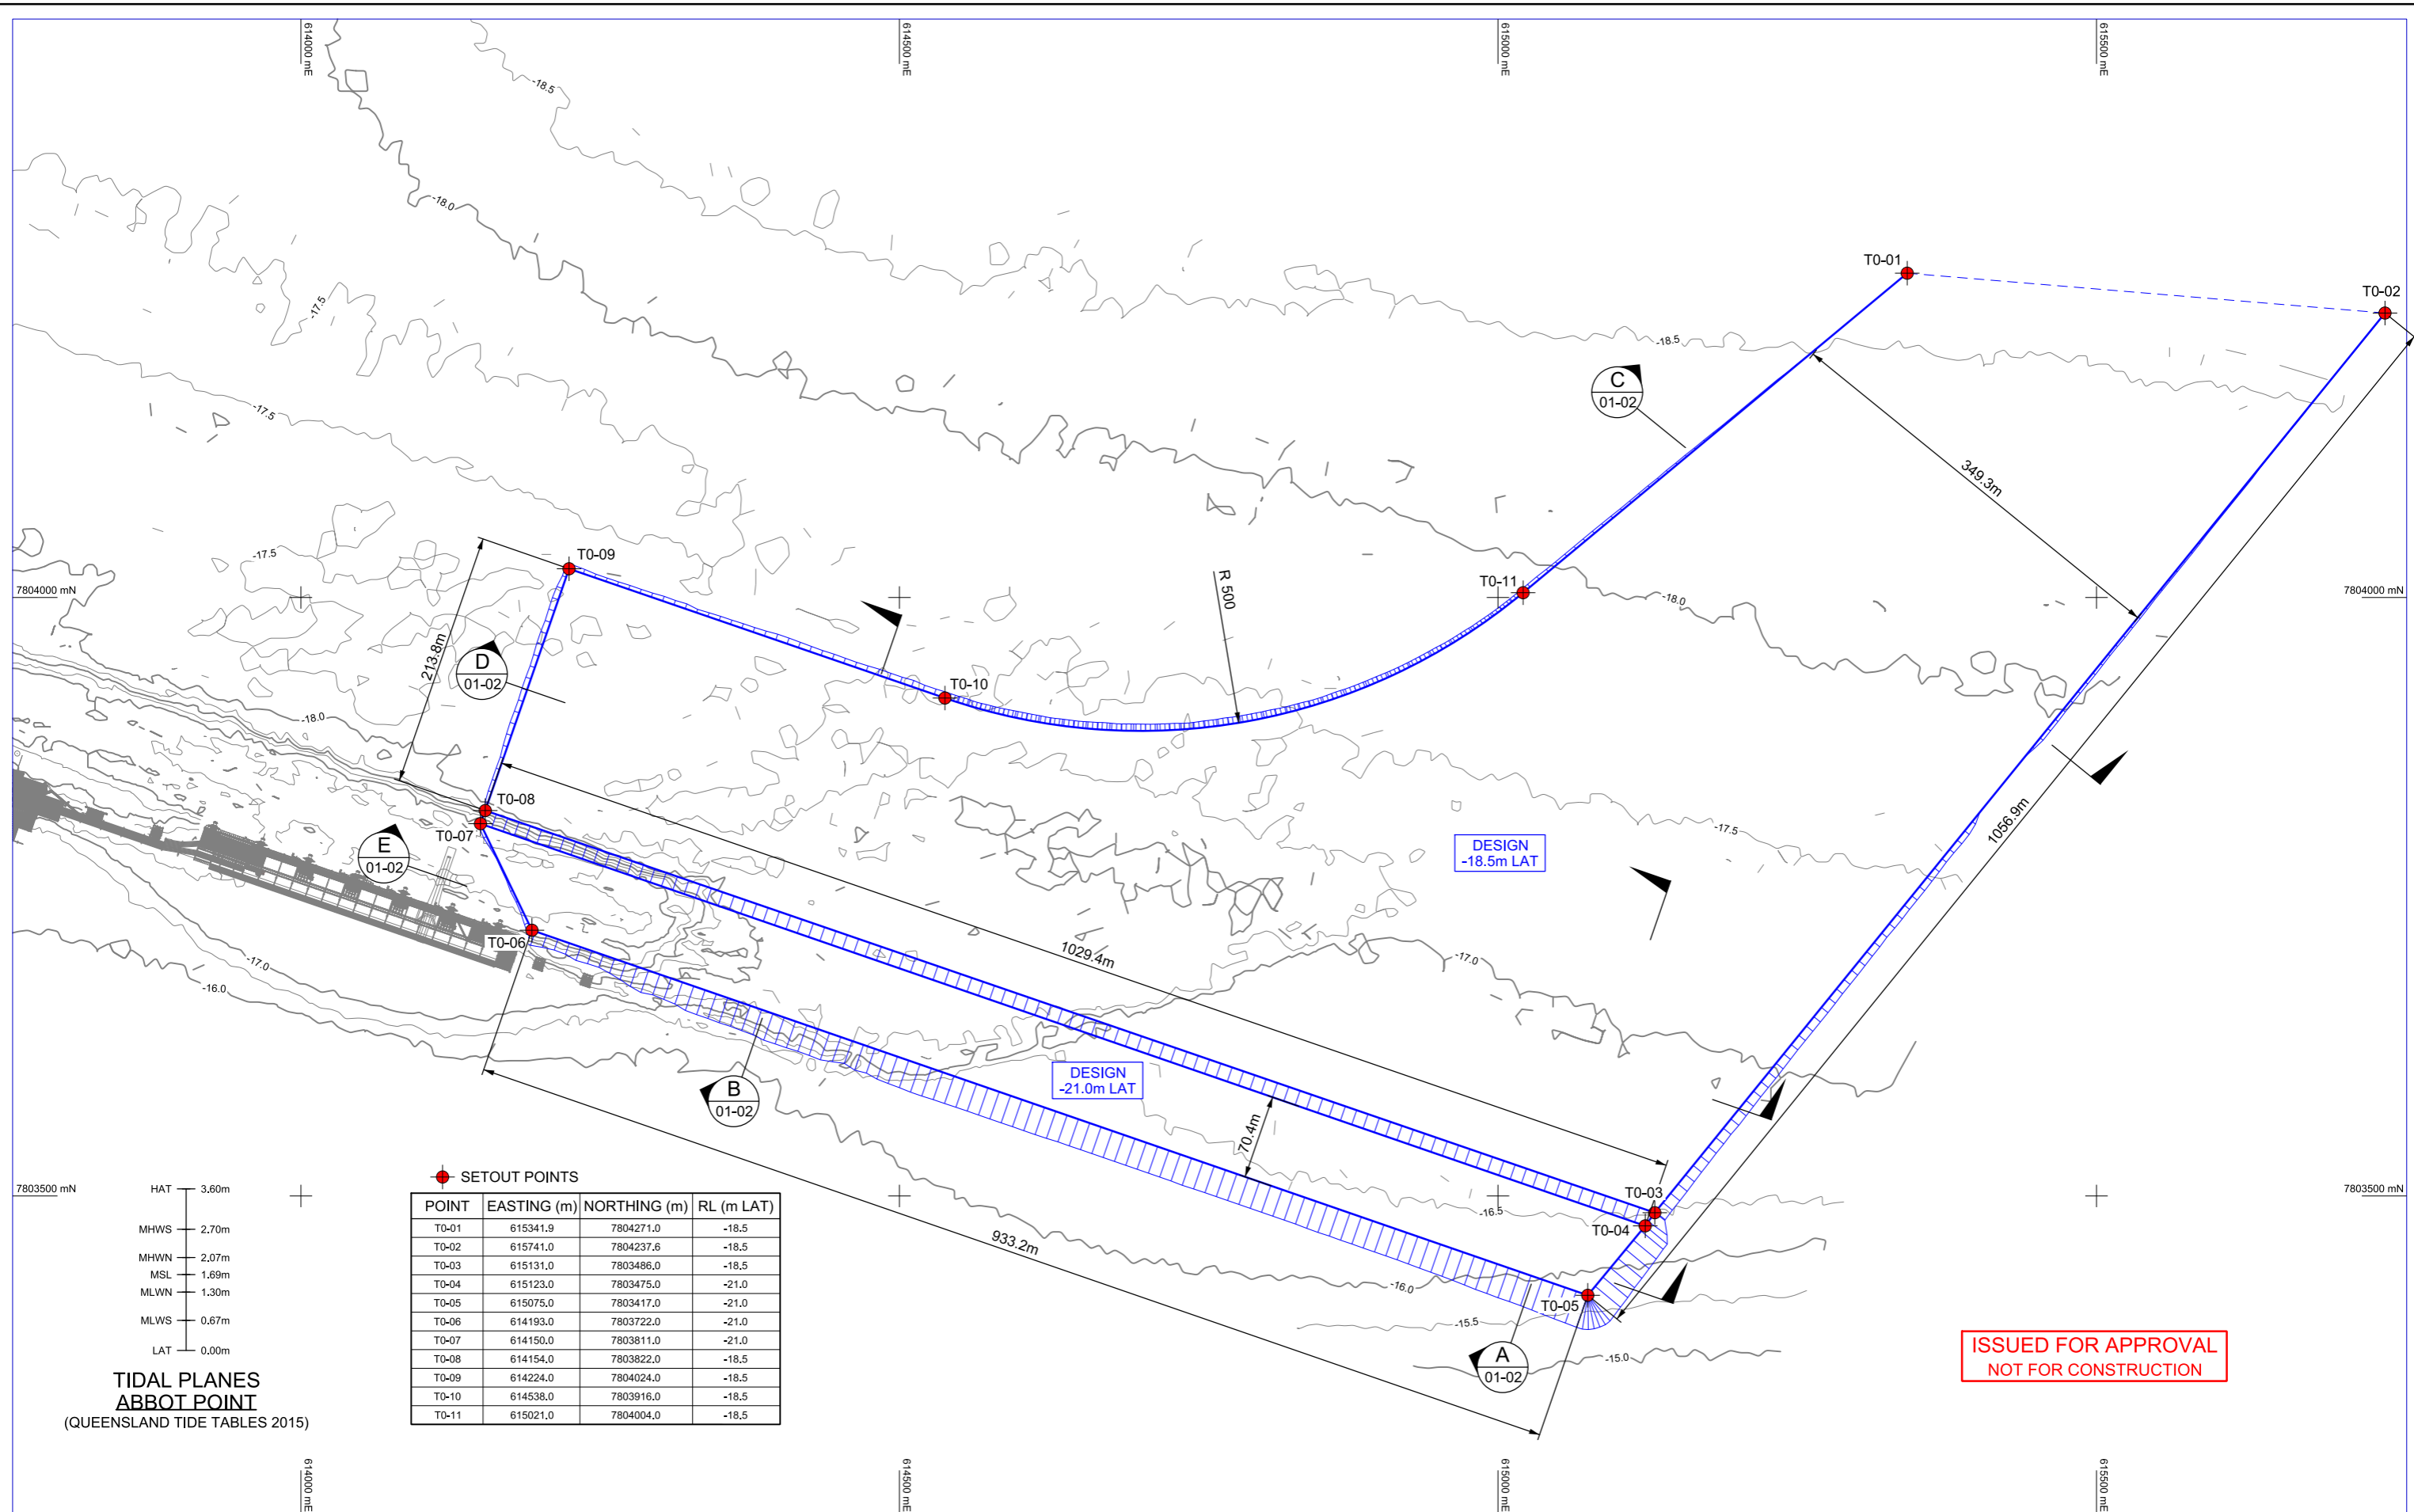 614000 mE
614500 mE
615000 mE
615500 mE
-18.5
-18.0
-17.5
-17.5
-17.5
-18.5
T0-01
T0-02
C
01-02
349.3m
T0-09
R 500
T0-11
-18.0
7804000 mN
7804000 mN
213.8m
D
01-02
T0-10
-18.0
T0-08
T0-07
E
01-02
1056.9m
-17.5
DESIGN
-18.5m LAT
T0-06
1029.4m
-17.0
-17.0
-16.0
DESIGN
-21.0m LAT
B
01-02
70.4m
7803500 mN
7803500 mN
T0-03
-16.5
T0-04
933.2m
-16.0
T0-05
-15.5
A
01-02
-15.0
HAT 3.60m
MHWS 2.70m
MHWN 2.07m
MSL 1.69m
MLWN 1.30m
MLWS 0.67m
LAT 0.00m
TIDAL PLANES
ABBOT POINT
(QUEENSLAND TIDE TABLES 2015)
SETOUT POINTS
POINT EASTING (m) NORTHING (m) RL (m LAT)
T0-01 615341.9 7804271.0 -18.5
T0-02 615741.0 7804237.6 -18.5
T0-03 615131.0 7803486.0 -18.5
T0-04 615123.0 7803475.0 -21.0
T0-05 615075.0 7803417.0 -21.0
T0-06 614193.0 7803722.0 -21.0
T0-07 614150.0 7803811.0 -21.0
T0-08 614154.0 7803822.0 -18.5
T0-09 614224.0 7804024.0 -18.5
T0-10 614538.0 7803916.0 -18.5
T0-11 615021.0 7804004.0 -18.5
ISSUED FOR APPROVAL
NOT FOR CONSTRUCTION
614000 mE
614500 mE
615000 mE
615500 mE